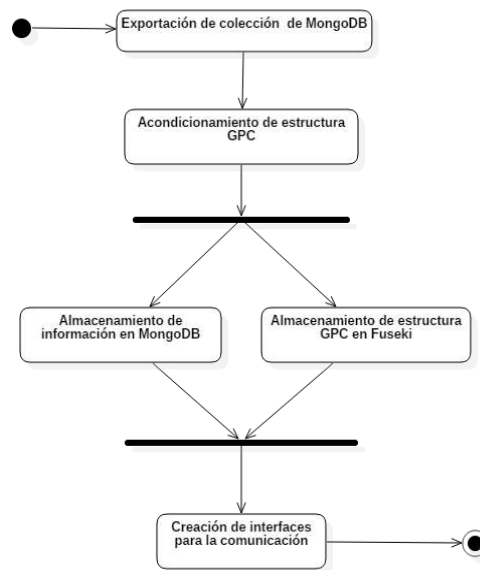 Exportación de colección de MongoDB
Acondicionamiento de estructura
GPC
Almacenamiento de
información en MongoDB
Almacenamiento de estructura
GPC en Fuseki
Creación de interfaces
para la comunicación